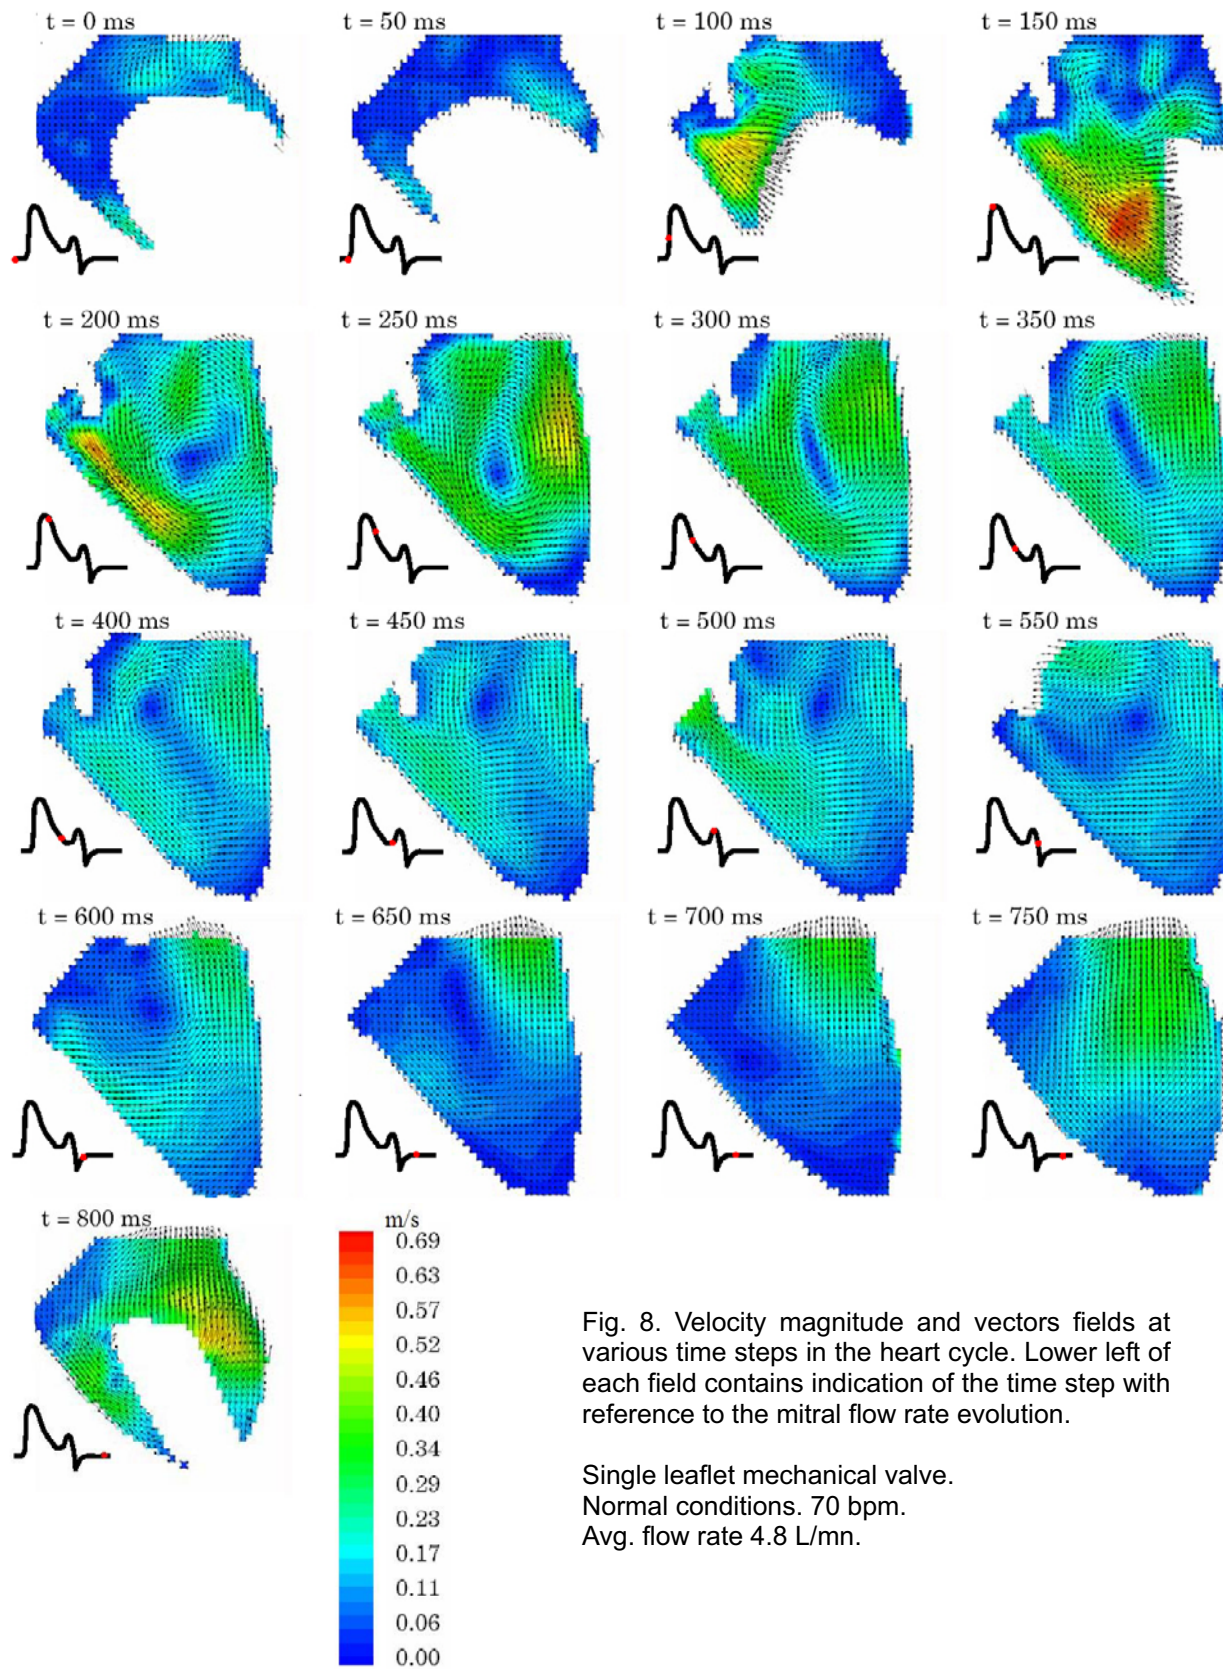 t = 0 ms
t = 50 ms
t = 100 ms
t = 150 ms
t = 200 ms
t = 250 ms
t = 300 ms
t = 350 ms
t = 400 ms
t = 450 ms
t = 500 ms
t = 550 ms
t = 600 ms
t = 650 ms
t = 700 ms
t = 750 ms
t = 800 ms
m/s
0.69
0.63
0.57
0.52
0.46
0.40
0.34
0.29
0.23
0.17
0.11
0.06
0.00
Fig. 8. Velocity magnitude and vectors fields at
various time steps in the heart cycle. Lower left of
each field contains indication of the time step with
reference to the mitral flow rate evolution.
Single leaflet mechanical valve.
Normal conditions. 70 bpm.
Avg. flow rate 4.8 L/mn.